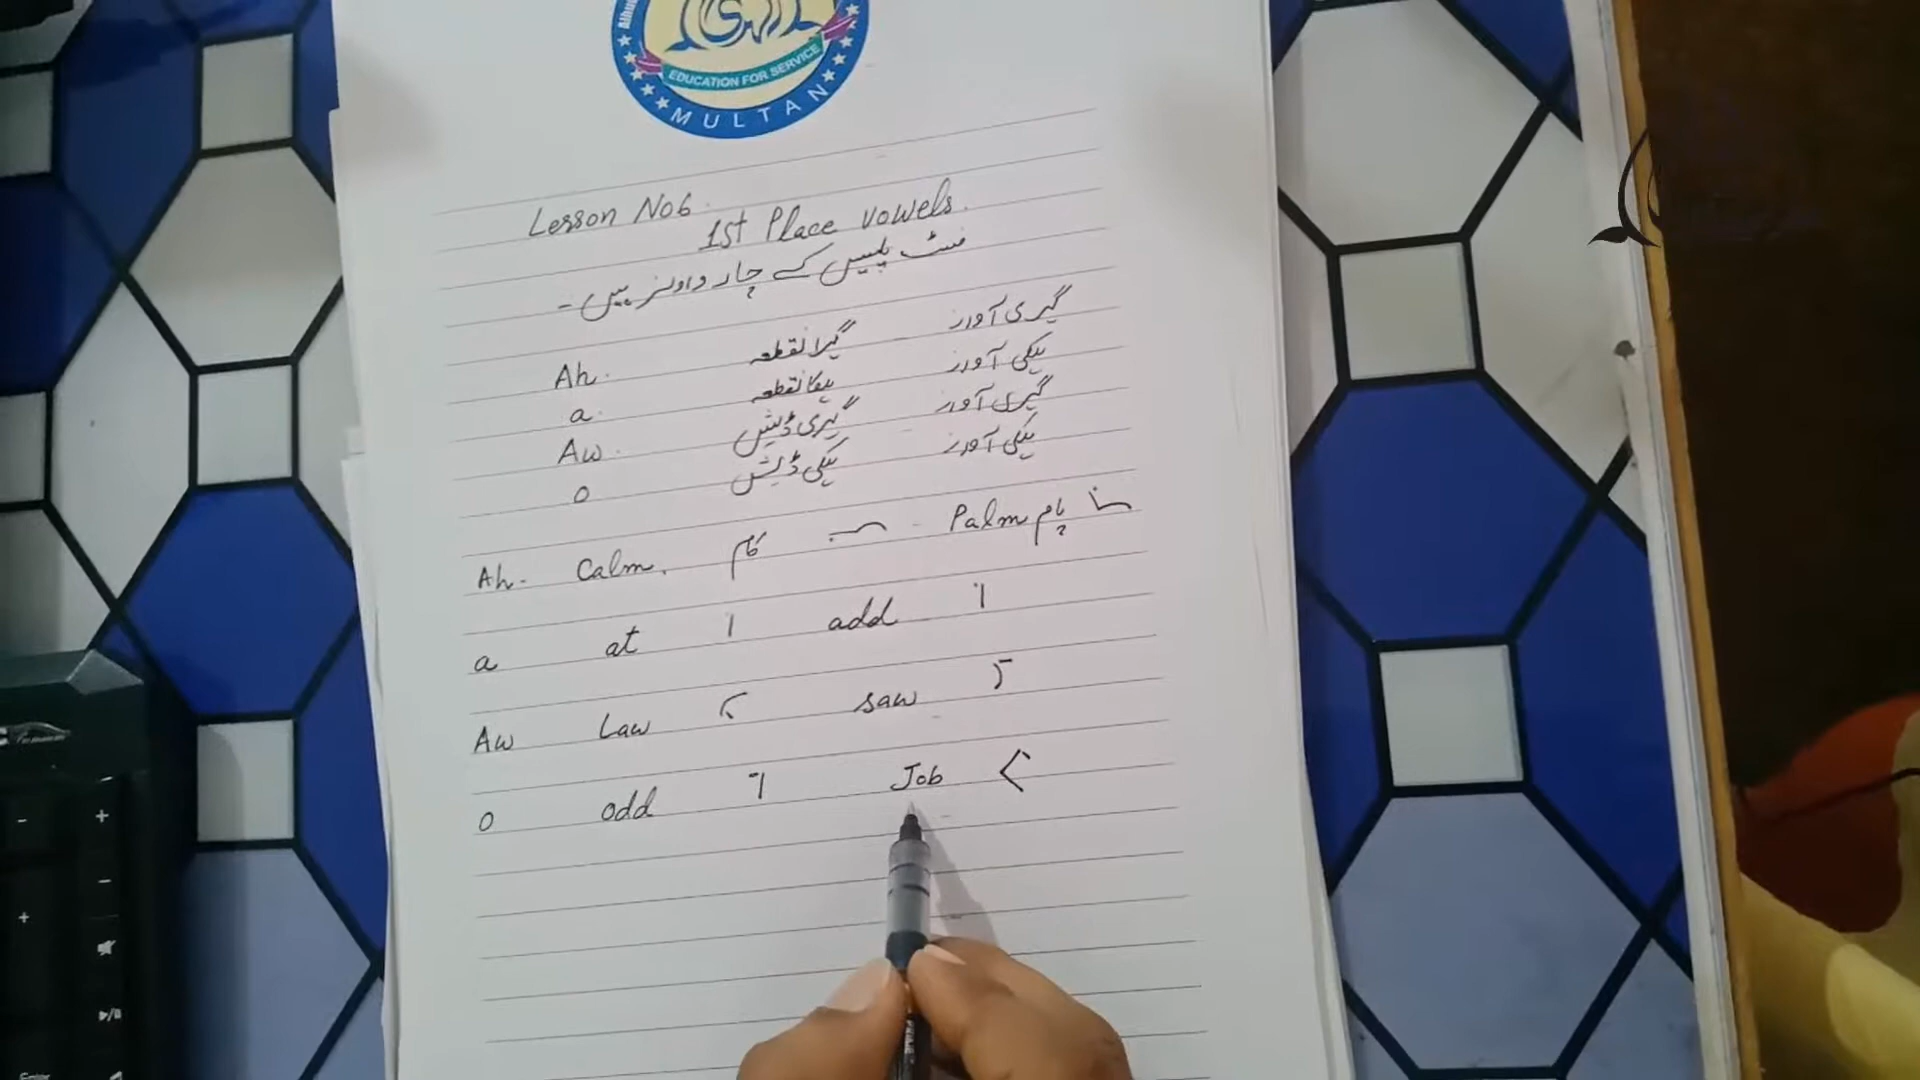 EDUCATION FOR SERVICE
MULTAN
Lesson No 6.
1st Place vowels.
فسٹ پلیس کے چار واولز ہیں -
Ah. گہرا نقطہ گہری آواز
a. ہلکا نقطہ ہلکی آواز
Aw. گہری ڈیش گہری آواز
o ہلکی ڈیش ہلکی آواز
Ah- Calm. کام - Palm پام
a at add
Aw Law saw
o odd Job